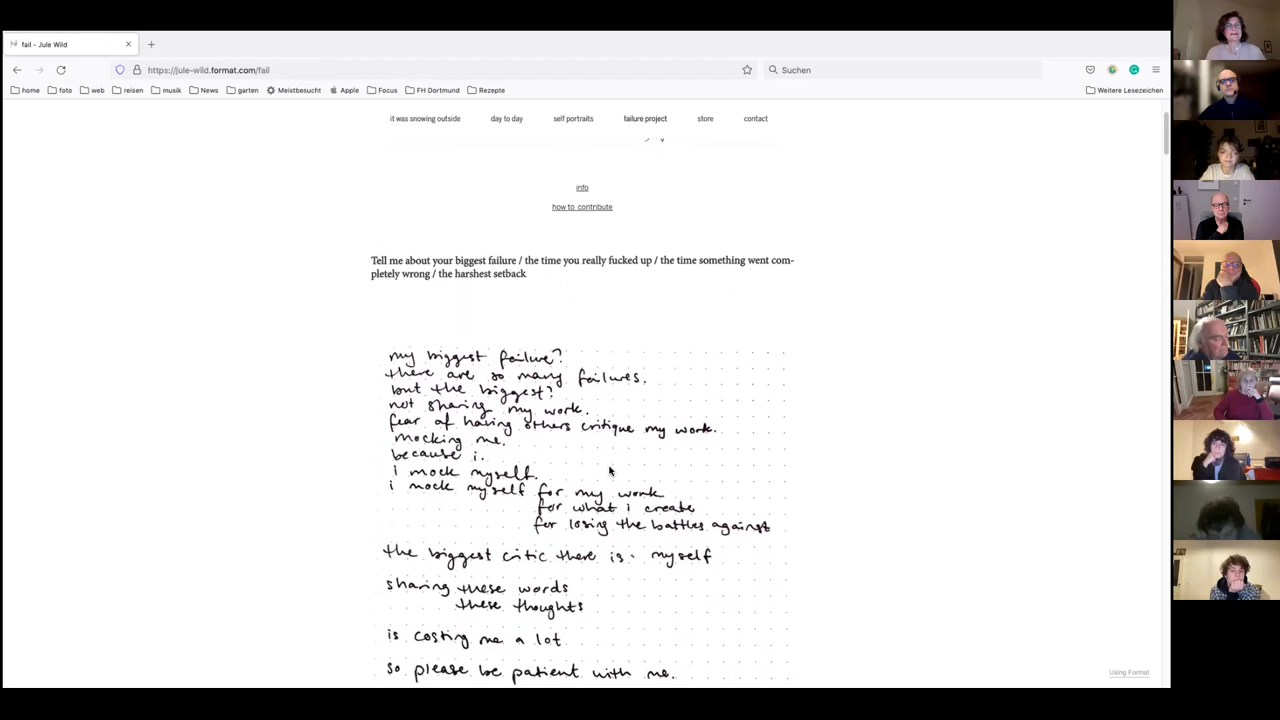 fail - Jule Wild
https://jule-wild.format.com/fail
Suchen
home foto web reisen musik News garten Meistbesucht Apple Focus FH Dortmund Rezepte Weitere Lesezeichen
it was snowing outside day to day self portraits failure project store contact
info
how to contribute
Tell me about your biggest failure / the time you really fucked up / the time something went com-
pletely wrong / the harshest setback
my biggest failure?
there are so many failures.
but the biggest?
not sharing my work.
fear of having others critique my work.
mocking me.
because i.
i mock myself.
i mock myself for my work
for what i create
for losing the battles against
the biggest critic there is. myself
sharing these words
these thoughts
is costing me a lot
so please be patient with me.
Using Format